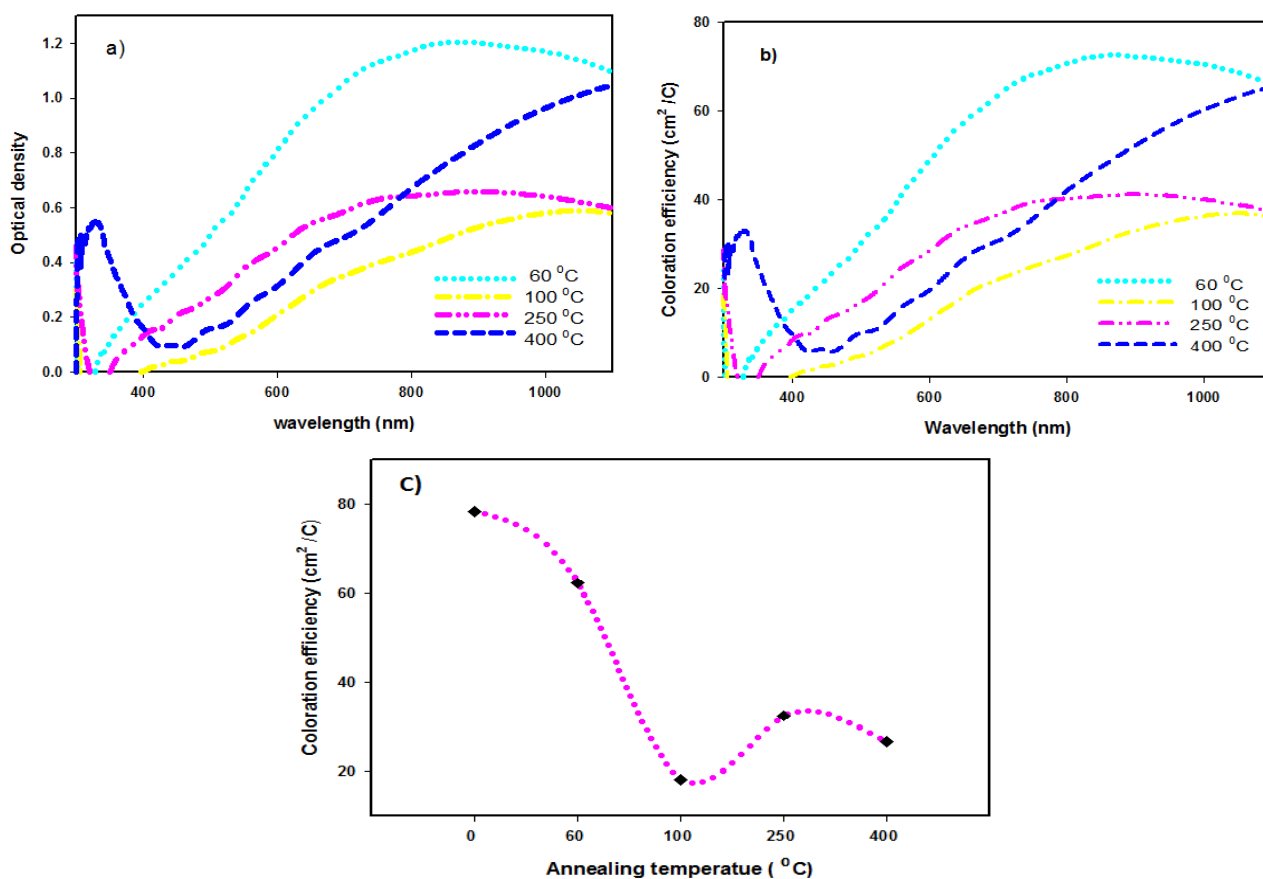 a)
Optical density
1.2
1.0
0.8
0.6
0.4
0.2
0.0
60 ⁰C
100 ⁰C
250 ⁰C
400 ⁰C
400 600 800 1000
wavelength (nm)
b)
Coloration efficiency (cm² /C)
80
60
40
20
0
60 ⁰C
100 ⁰C
250 ⁰C
400 ⁰C
400 600 800 1000
Wavelength (nm)
C)
Coloration efficiency (cm² /C)
80
60
40
20
0 60 100 250 400
Annealing temperatue ( ⁰C)